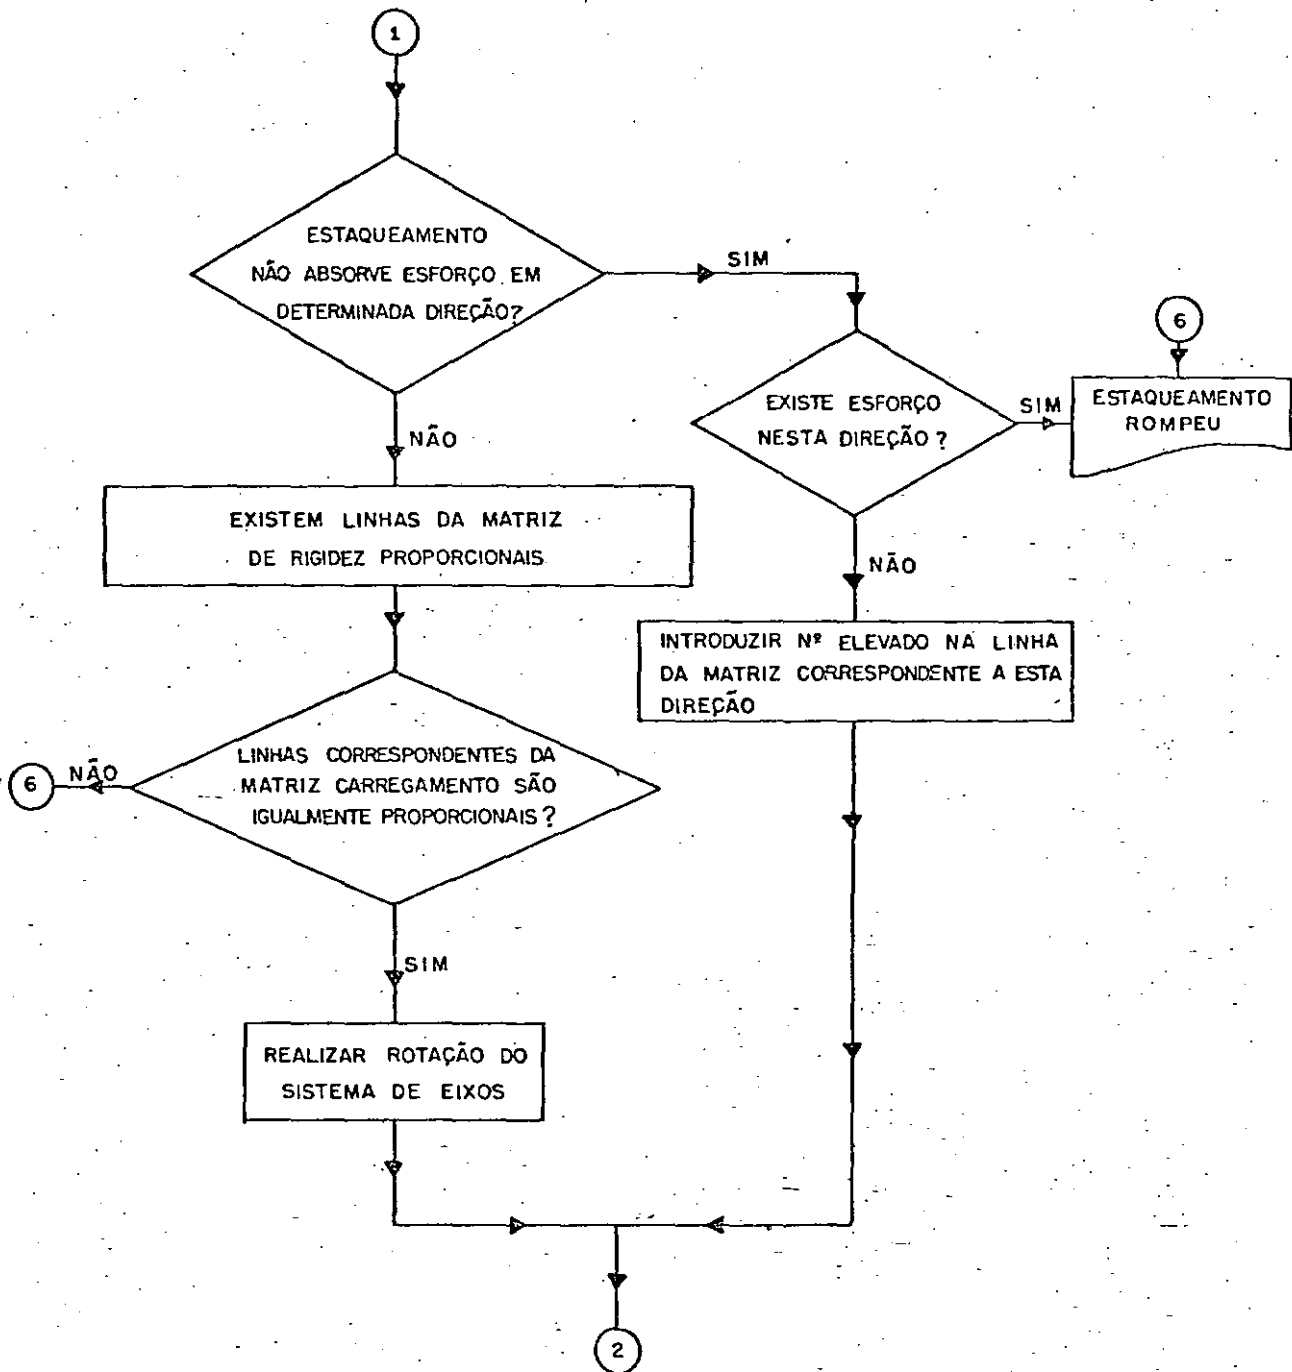 1
ESTAQUEAMENTO
NÃO ABSORVE ESFORÇO EM
DETERMINADA DIREÇÃO?
SIM
NÃO
EXISTE ESFORÇO
NESTA DIREÇÃO?
SIM
6
ESTAQUEAMENTO
ROMPEU
NÃO
EXISTEM LINHAS DA MATRIZ
DE RIGIDEZ PROPORCIONAIS
INTRODUZIR Nº ELEVADO NA LINHA
DA MATRIZ CORRESPONDENTE A ESTA
DIREÇÃO
LINHAS CORRESPONDENTES DA
MATRIZ CARREGAMENTO SÃO
IGUALMENTE PROPORCIONAIS?
NÃO
6
SIM
REALIZAR ROTAÇÃO DO
SISTEMA DE EIXOS
2